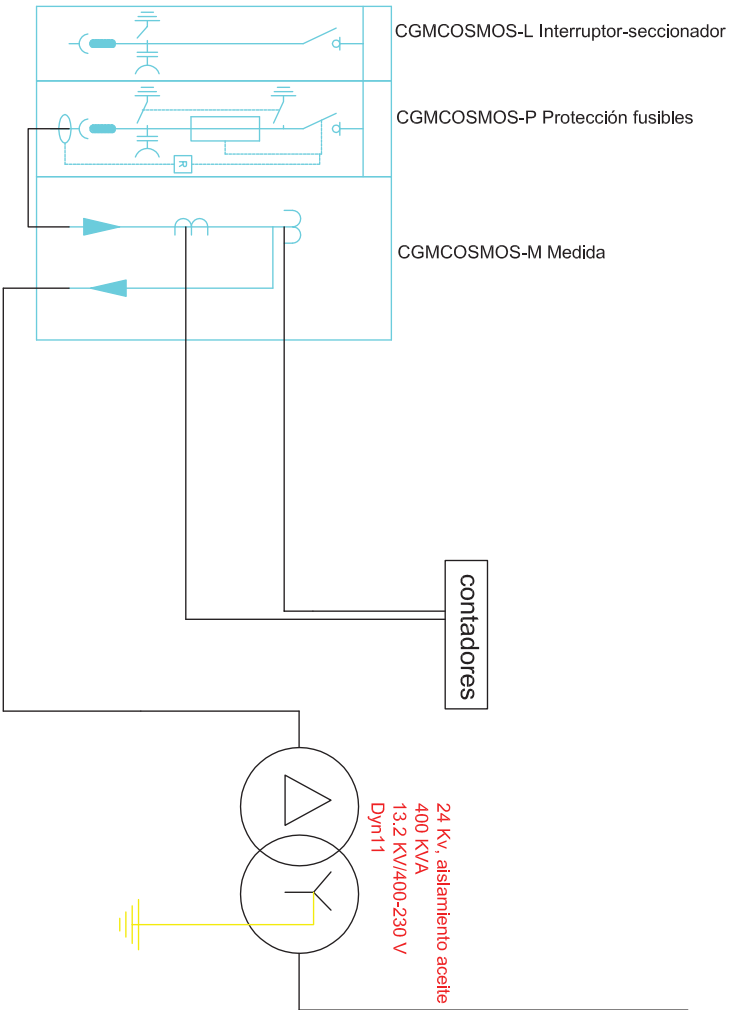 CGMCOSMOS-L Interruptor-seccionador
CGMCOSMOS-P Protección fusibles
R
CGMCOSMOS-M Medida
contadores
24 Kv, aislamiento aceite
400 KVA
13.2 KV/400-230 V
Dyn11